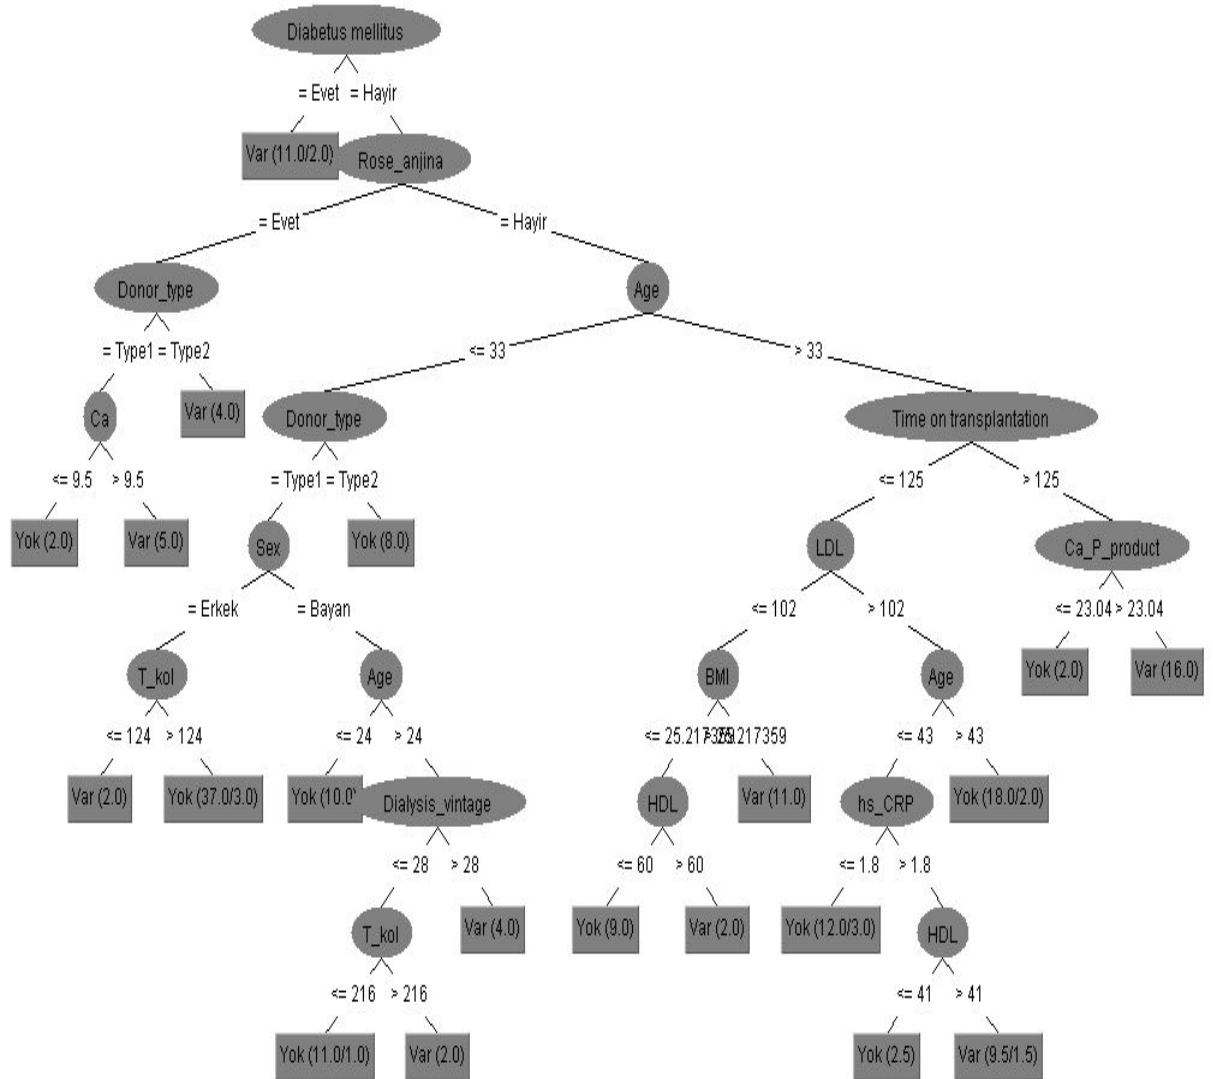 Diabetus mellitus
= Evet = Hayir
Var (11.0/2.0) Rose_anjina
= Evet = Hayir
Donor_type Age
= Type1 = Type2 <= 33 > 33
Ca Var (4.0) Donor_type Time on transplantation
<= 9.5 > 9.5 = Type1 = Type2 <= 125 > 125
Yok (2.0) Var (5.0) Sex Yok (8.0) LDL Ca_P_product
= Erkek = Bayan <= 102 > 102 <= 23.04 > 23.04
T_kol Age BMI Age Yok (2.0) Var (16.0)
<= 124 > 124 <= 24 > 24 <= 25.217359 > 25.217359 <= 43 > 43
Var (2.0) Yok (37.0/3.0) Yok (10.0) Dialysis_vintage HDL Var (11.0) hs_CRP Yok (18.0/2.0)
<= 28 > 28 <= 60 > 60 <= 1.8 > 1.8
T_kol Var (4.0) Yok (9.0) Var (2.0) Yok (12.0/3.0) HDL
<= 216 > 216 <= 41 > 41
Yok (11.0/1.0) Var (2.0) Yok (2.5) Var (9.5/1.5)